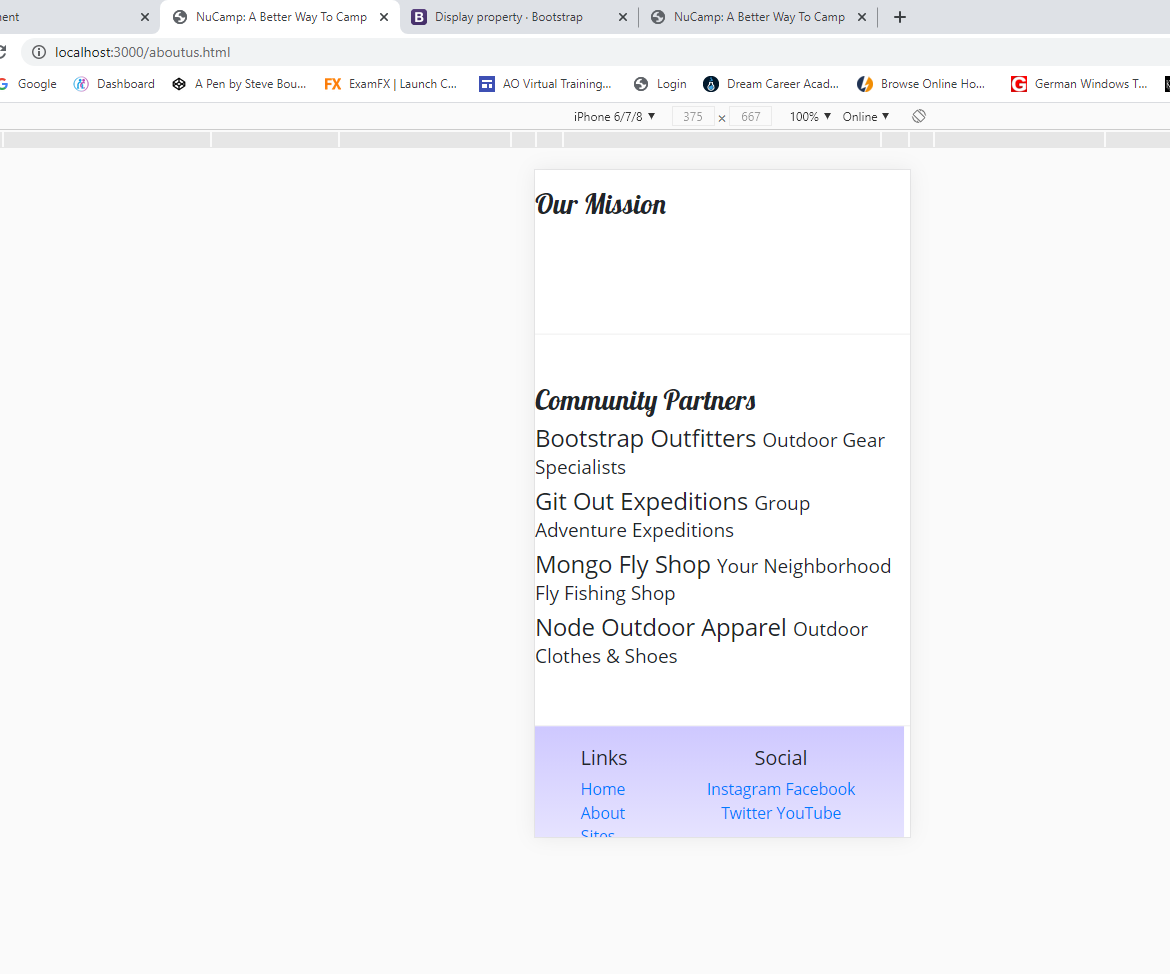 ent NuCamp: A Better Way To Camp Display property · Bootstrap NuCamp: A Better Way To Camp
localhost:3000/aboutus.html
Google Dashboard A Pen by Steve Bou... FX ExamFX | Launch C... AO Virtual Training... Login Dream Career Acad... Browse Online Ho... German Windows T...
iPhone 6/7/8 ▼ 375 x 667 100% ▼ Online ▼
Our Mission
Community Partners
Bootstrap Outfitters Outdoor Gear
Specialists
Git Out Expeditions Group
Adventure Expeditions
Mongo Fly Shop Your Neighborhood
Fly Fishing Shop
Node Outdoor Apparel Outdoor
Clothes & Shoes
Links Social
Home Instagram Facebook
About Twitter YouTube
Sites